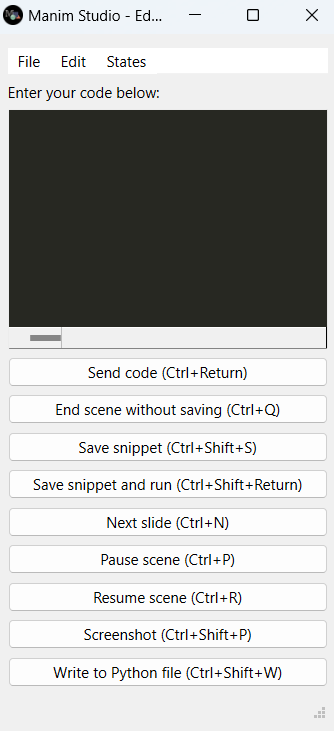 Manim Studio - Ed...
File Edit States
Enter your code below:
Send code (Ctrl+Return)
End scene without saving (Ctrl+Q)
Save snippet (Ctrl+Shift+S)
Save snippet and run (Ctrl+Shift+Return)
Next slide (Ctrl+N)
Pause scene (Ctrl+P)
Resume scene (Ctrl+R)
Screenshot (Ctrl+Shift+P)
Write to Python file (Ctrl+Shift+W)